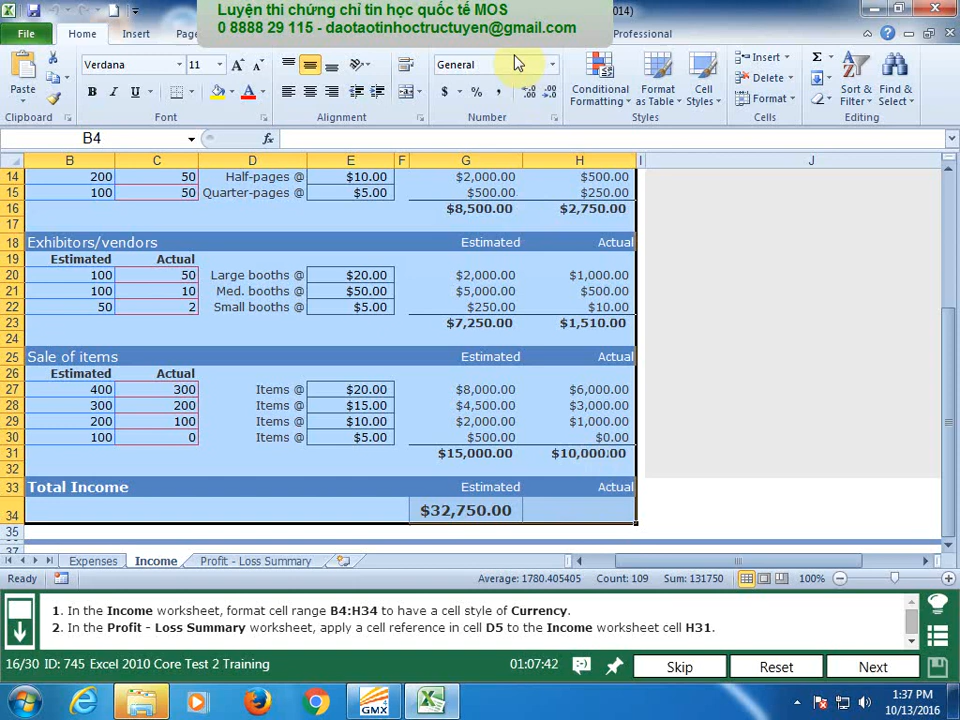 Luyện thi chứng chỉ tin học quốc tế MOS
0 8888 29 115 - daotaotinhoctructuyen@gmail.com
014)
File Home Insert Professional
Paste
Clipboard
Verdana 11
B I U
Font
Alignment
General
$ % ,
Number
Conditional Formatting
Format as Table
Cell Styles
Styles
Insert
Delete
Format
Cells
Σ
Sort & Filter
Find & Select
Editing
B4 fx
B C D E F G H I J
14 200 50 Half-pages @ $10.00 $2,000.00 $500.00
15 100 50 Quarter-pages @ $5.00 $500.00 $250.00
16 $8,500.00 $2,750.00
17
18 Exhibitors/vendors Estimated Actual
19 Estimated Actual
20 100 50 Large booths @ $20.00 $2,000.00 $1,000.00
21 100 10 Med. booths @ $50.00 $5,000.00 $500.00
22 50 2 Small booths @ $5.00 $250.00 $10.00
23 $7,250.00 $1,510.00
24
25 Sale of items Estimated Actual
26 Estimated Actual
27 400 300 Items @ $20.00 $8,000.00 $6,000.00
28 300 200 Items @ $15.00 $4,500.00 $3,000.00
29 200 100 Items @ $10.00 $2,000.00 $1,000.00
30 100 0 Items @ $5.00 $500.00 $0.00
31 $15,000.00 $10,000.00
32
33 Total Income Estimated Actual
34 $32,750.00
35
37
Expenses Income Profit - Loss Summary
Ready Average: 1780.405405 Count: 109 Sum: 131750 100%
1. In the Income worksheet, format cell range B4:H34 to have a cell style of Currency.
2. In the Profit - Loss Summary worksheet, apply a cell reference in cell D5 to the Income worksheet cell H31.
16/30 ID: 745 Excel 2010 Core Test 2 Training 01:07:42 Skip Reset Next
GMX
1:37 PM
10/13/2016